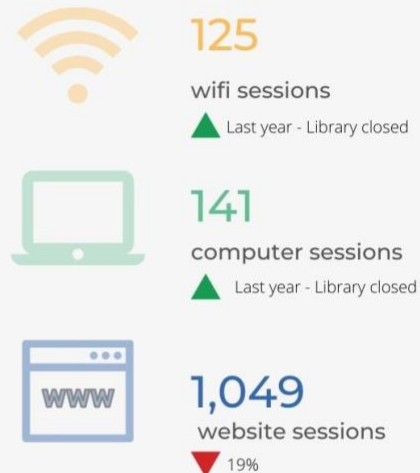 125
wifi sessions
Last year - Library closed
141
computer sessions
Last year - Library closed
www
1,049
website sessions
19%